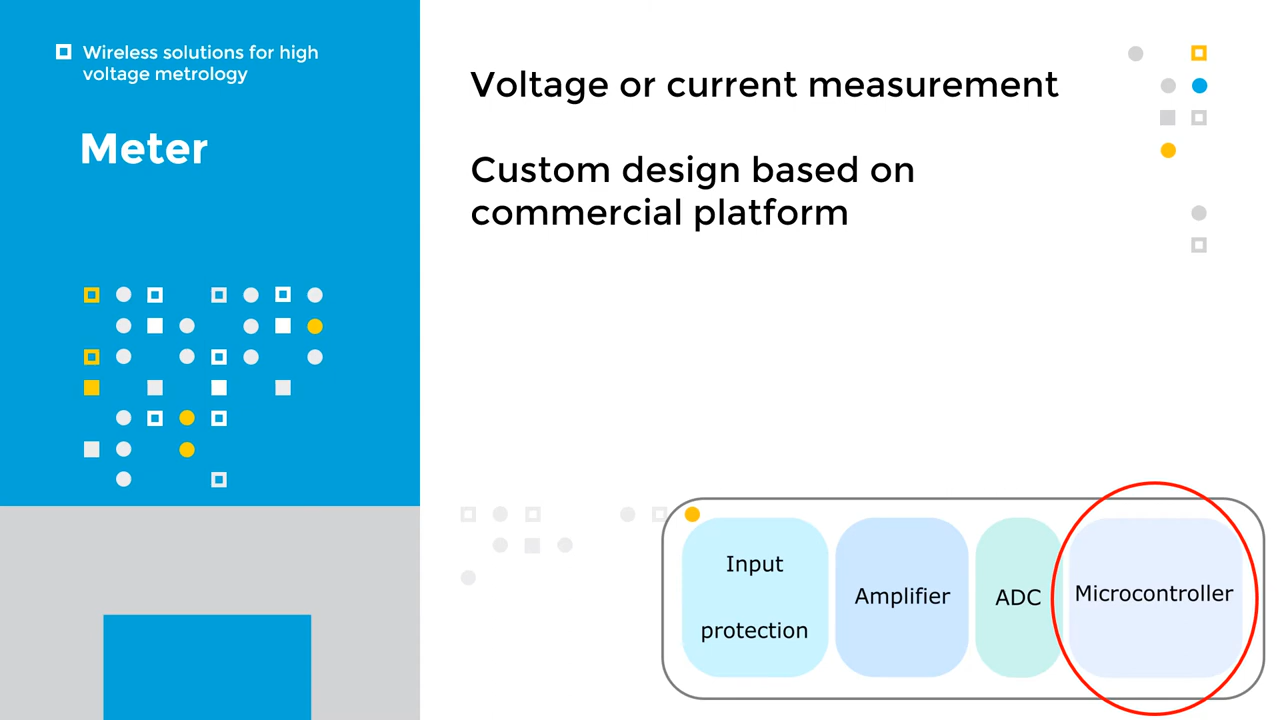 Wireless solutions for high
voltage metrology
Meter
Voltage or current measurement
Custom design based on
commercial platform
Input
protection
Amplifier
ADC
Microcontroller